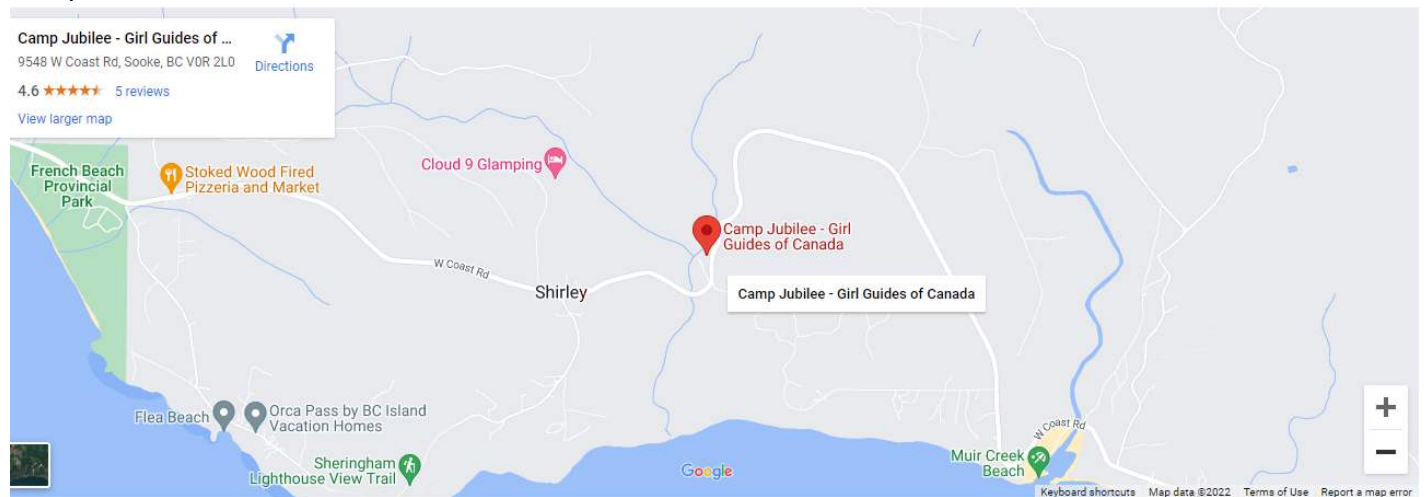 Camp Jubilee - Girl Guides of ...
9548 W Coast Rd, Sooke, BC V0R 2L0
Directions
4.6
5 reviews
View larger map
French Beach
Provincial
Park
Stoked Wood Fired
Pizzeria and Market
Cloud 9 Glamping
Camp Jubilee - Girl
Guides of Canada
W Coast Rd
Shirley
Camp Jubilee - Girl Guides of Canada
Flea Beach
Orca Pass by BC Island
Vacation Homes
Sheringham
Lighthouse View Trail
Google
W Coast Rd
Muir Creek
Beach
Keyboard shortcuts Map data ©2022 Terms of Use Report a map error